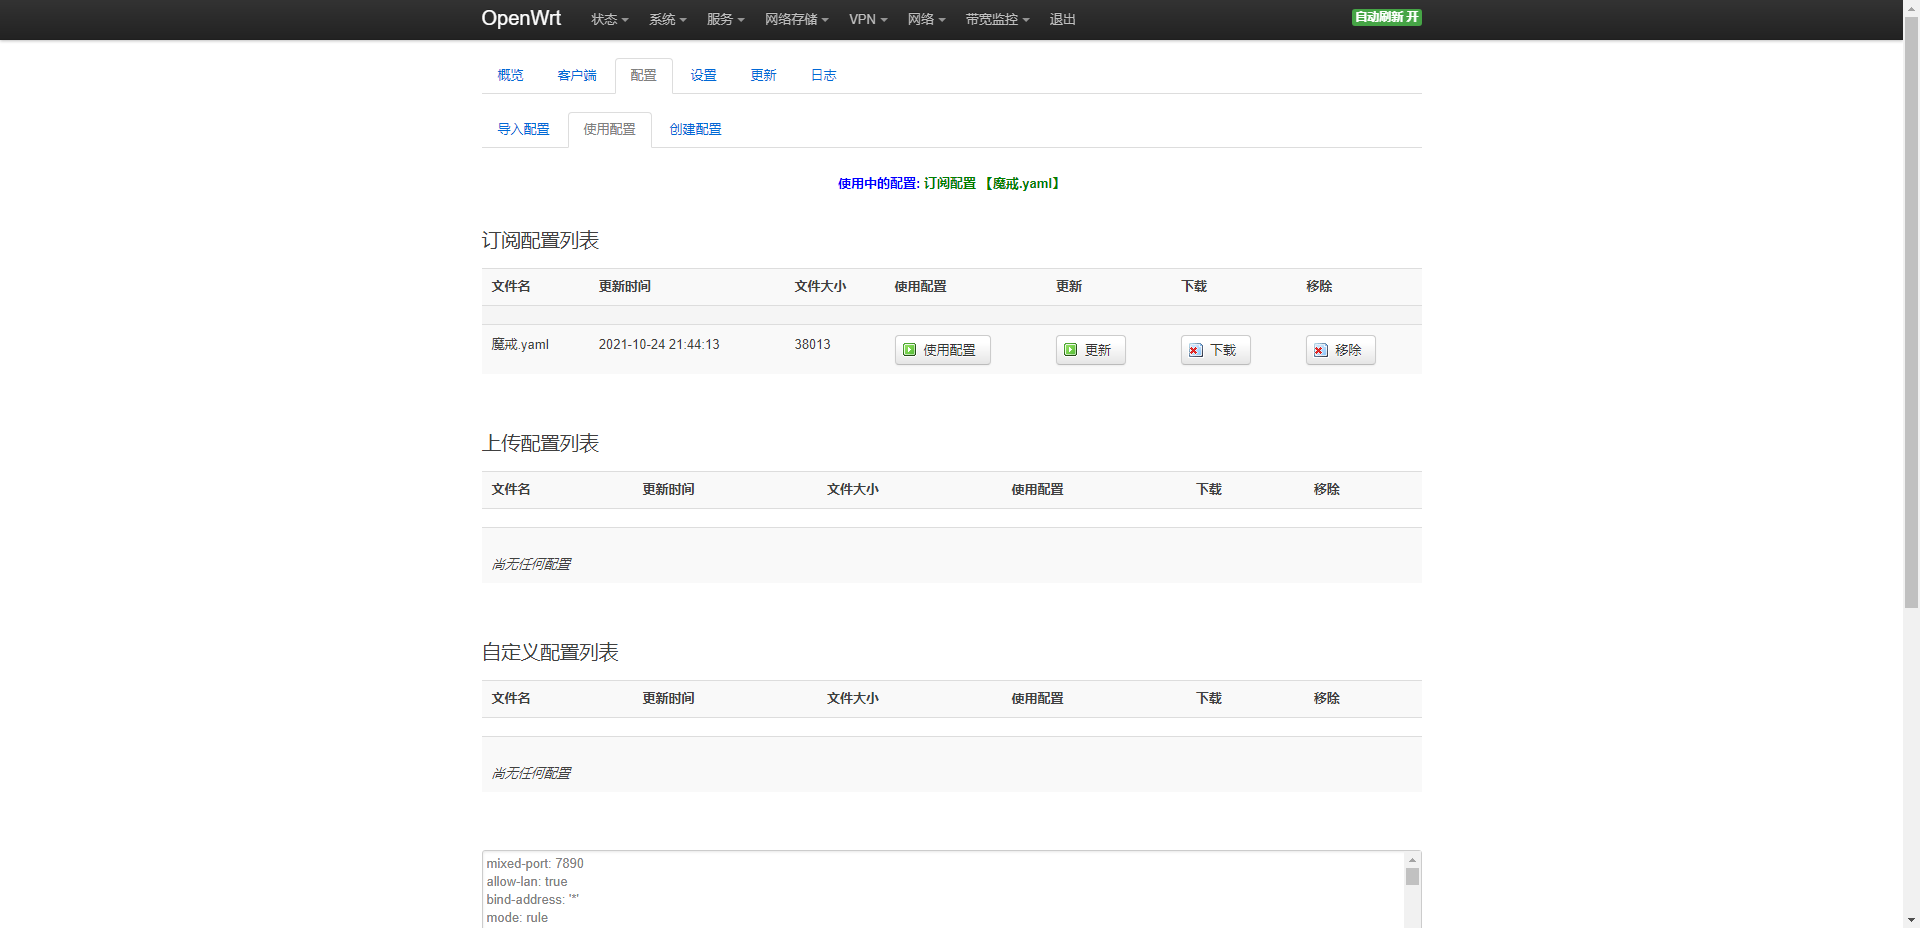 OpenWrt 状态 系统 服务 网络存储 VPN 网络 带宽监控 退出 自动刷新 开
概览 客户端 配置 设置 更新 日志
导入配置 使用配置 创建配置
使用中的配置: 订阅配置 【魔戒.yaml】
订阅配置列表
文件名 更新时间 文件大小 使用配置 更新 下载 移除
魔戒.yaml 2021-10-24 21:44:13 38013 使用配置 更新 下载 移除
上传配置列表
文件名 更新时间 文件大小 使用配置 下载 移除
尚无任何配置
自定义配置列表
文件名 更新时间 文件大小 使用配置 下载 移除
尚无任何配置
mixed-port: 7890
allow-lan: true
bind-address: '*'
mode: rule